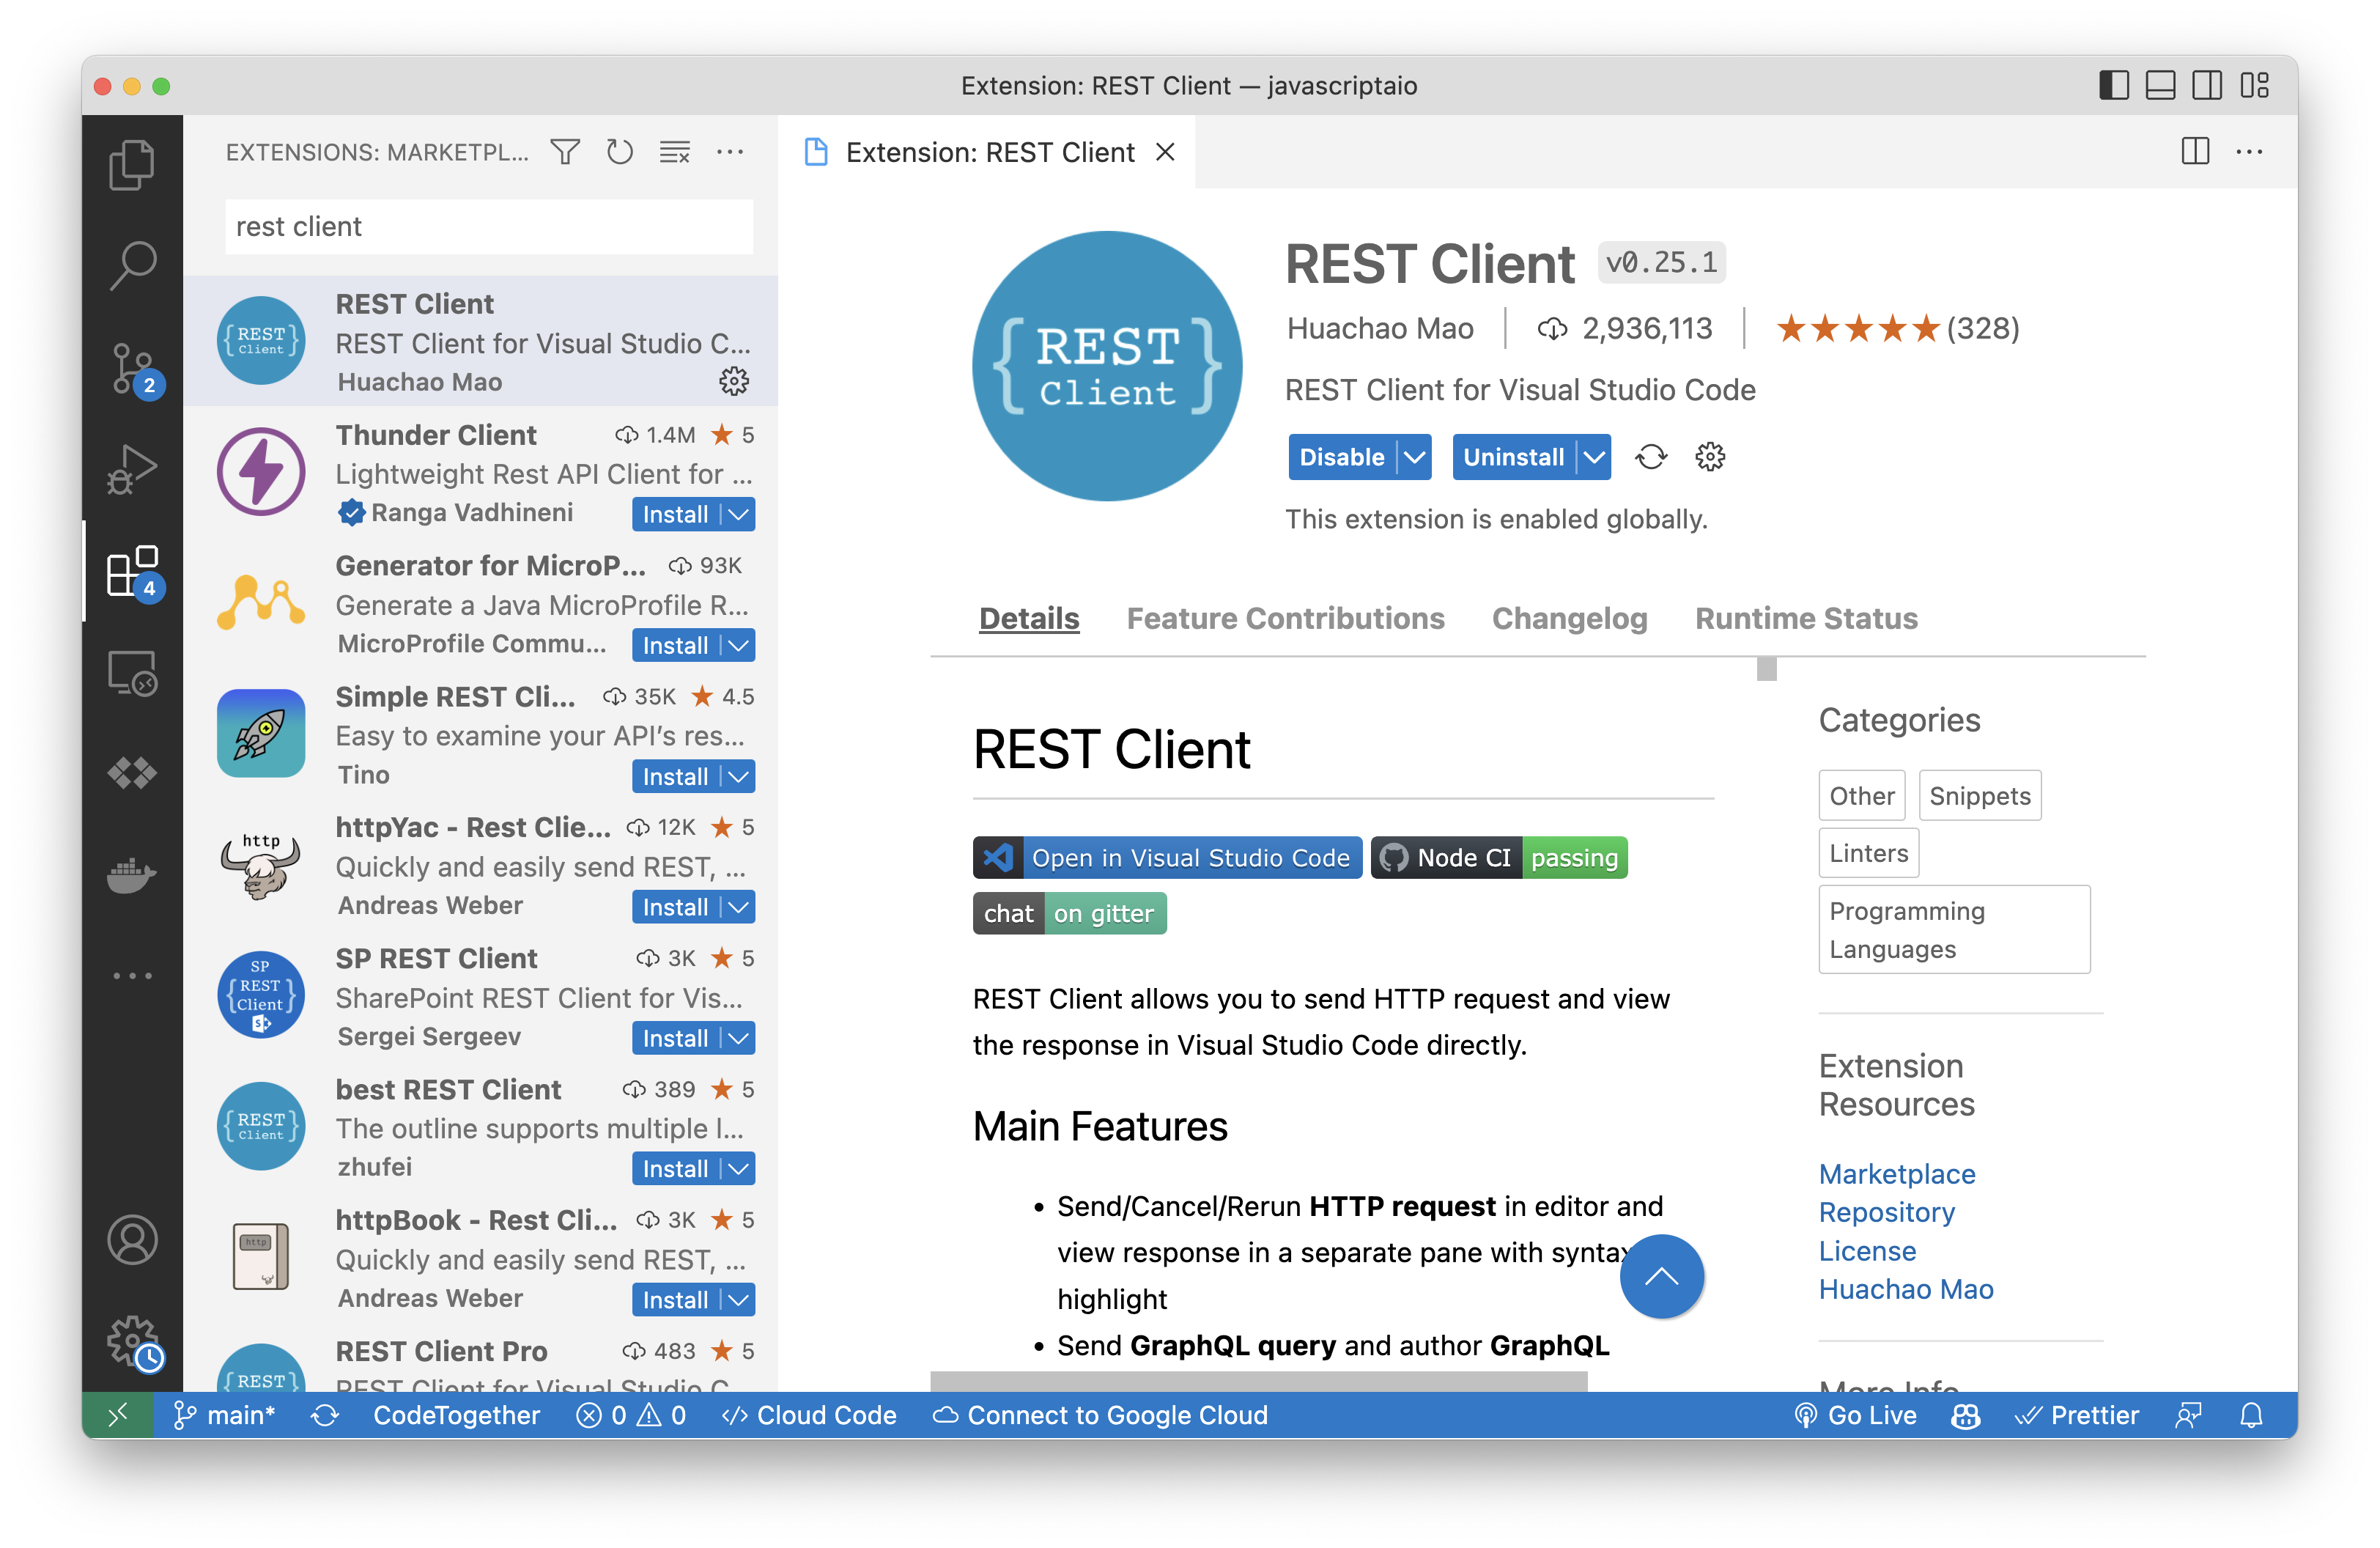 Extension: REST Client — javascriptaio
EXTENSIONS: MARKETPL...
rest client
REST Client
REST Client for Visual Studio C...
Huachao Mao
Thunder Client 1.4M ★ 5
Lightweight Rest API Client for ...
Ranga Vadhineni Install
Generator for MicroP... 93K
Generate a Java MicroProfile R...
MicroProfile Commu... Install
Simple REST Cli... 35K ★ 4.5
Easy to examine your API's res...
Tino Install
httpYac - Rest Clie... 12K ★ 5
Quickly and easily send REST, ...
Andreas Weber Install
SP REST Client 3K ★ 5
SharePoint REST Client for Vis...
Sergei Sergeev Install
best REST Client 389 ★ 5
The outline supports multiple l...
zhufei Install
httpBook - Rest Cli... 3K ★ 5
Quickly and easily send REST, ...
Andreas Weber Install
REST Client Pro 483 ★ 5
REST Client for Visual Studio C
{REST
Client}
{REST
Client}
http
SP
{REST
Client}
{REST
Client}
http
{REST
2
4
Extension: REST Client
{REST
Client}
REST Client v0.25.1
Huachao Mao 2,936,113 ★★★★★(328)
REST Client for Visual Studio Code
Disable Uninstall
This extension is enabled globally.
Details Feature Contributions Changelog Runtime Status
REST Client
Open in Visual Studio Code Node CI passing
chat on gitter
REST Client allows you to send HTTP request and view
the response in Visual Studio Code directly.
Main Features
• Send/Cancel/Rerun HTTP request in editor and
view response in a separate pane with syntax
highlight
• Send GraphQL query and author GraphQL
Categories
Other Snippets
Linters
Programming
Languages
Extension
Resources
Marketplace
Repository
License
Huachao Mao
More Info
main* CodeTogether 0 0 Cloud Code Connect to Google Cloud Go Live Prettier